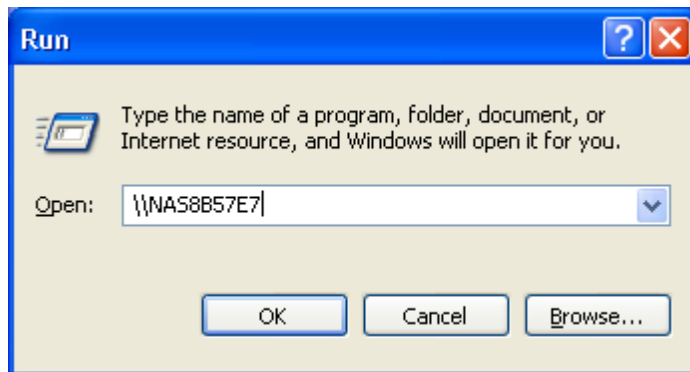 Run
Type the name of a program, folder, document, or
Internet resource, and Windows will open it for you.
Open: \\NAS8B57E7
OK Cancel Browse...